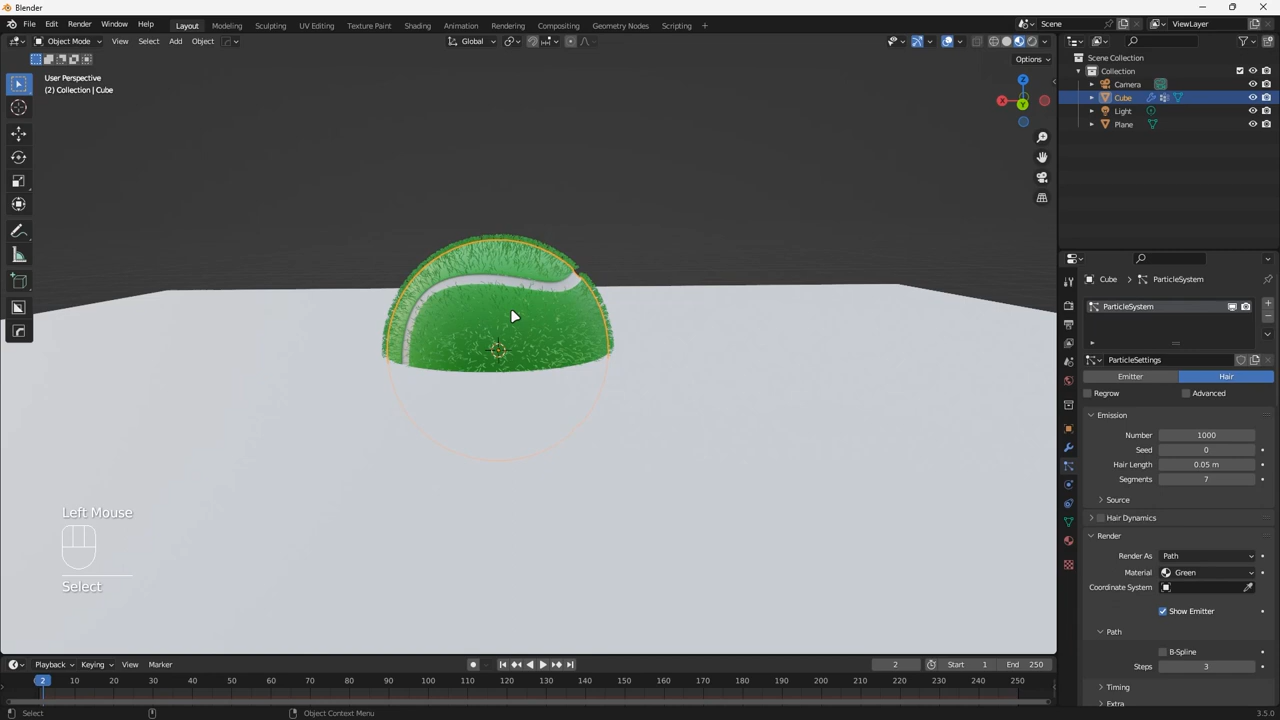 Blender
File Edit Render Window Help Layout Modeling Sculpting UV Editing Texture Paint Shading Animation Rendering Compositing Geometry Nodes Scripting + Scene ViewLayer
Object Mode View Select Add Object Global
Options
User Perspective
(2) Collection | Cube
X Y Z
Scene Collection
Collection
Camera
Cube
Light
Plane
Cube > ParticleSystem
ParticleSystem
ParticleSettings
Emitter Hair
Regrow Advanced
Emission
Number 1000
Seed 0
Hair Length 0.05 m
Segments 7
Source
Hair Dynamics
Render
Render As Path
Material Green
Coordinate System
Show Emitter
Path
B-Spline
Steps 3
Timing
Extra
Left Mouse
Select
Playback Keying View Marker 2 Start 1 End 250
2 10 20 30 40 50 60 70 80 90 100 110 120 130 140 150 160 170 180 190 200 210 220 230 240 250
Select Object Context Menu 3.5.0